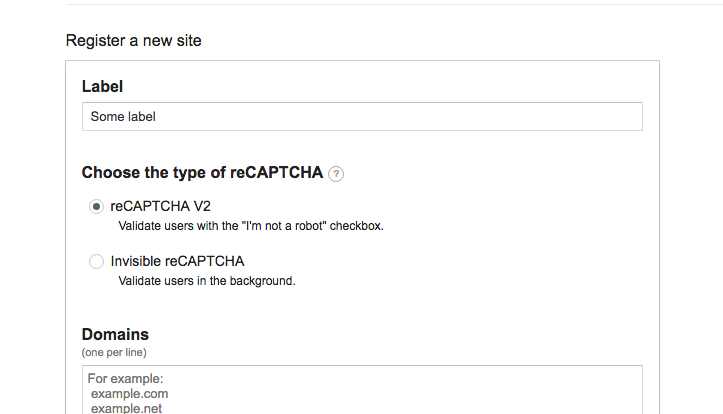 Register a new site
Label
Some label
Choose the type of reCAPTCHA ?
reCAPTCHA V2
Validate users with the "I'm not a robot" checkbox.
Invisible reCAPTCHA
Validate users in the background.
Domains
(one per line)
For example:
example.com
example.net